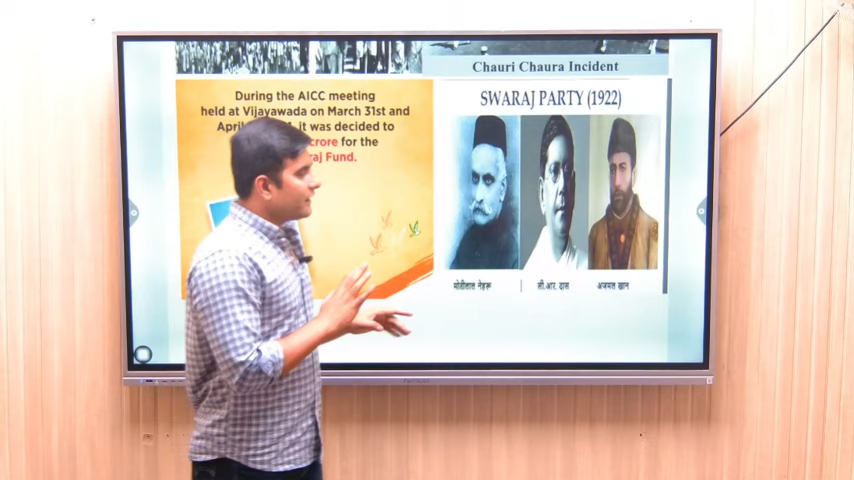 Chauri Chaura Incident
During the AICC meeting
held at Vijayawada on March 31st and
April it was decided to
crore for the
raj Fund.
SWARAJ PARTY (1922)
मोतीलाल नेहरू
सी.आर. दास
अजमल खान